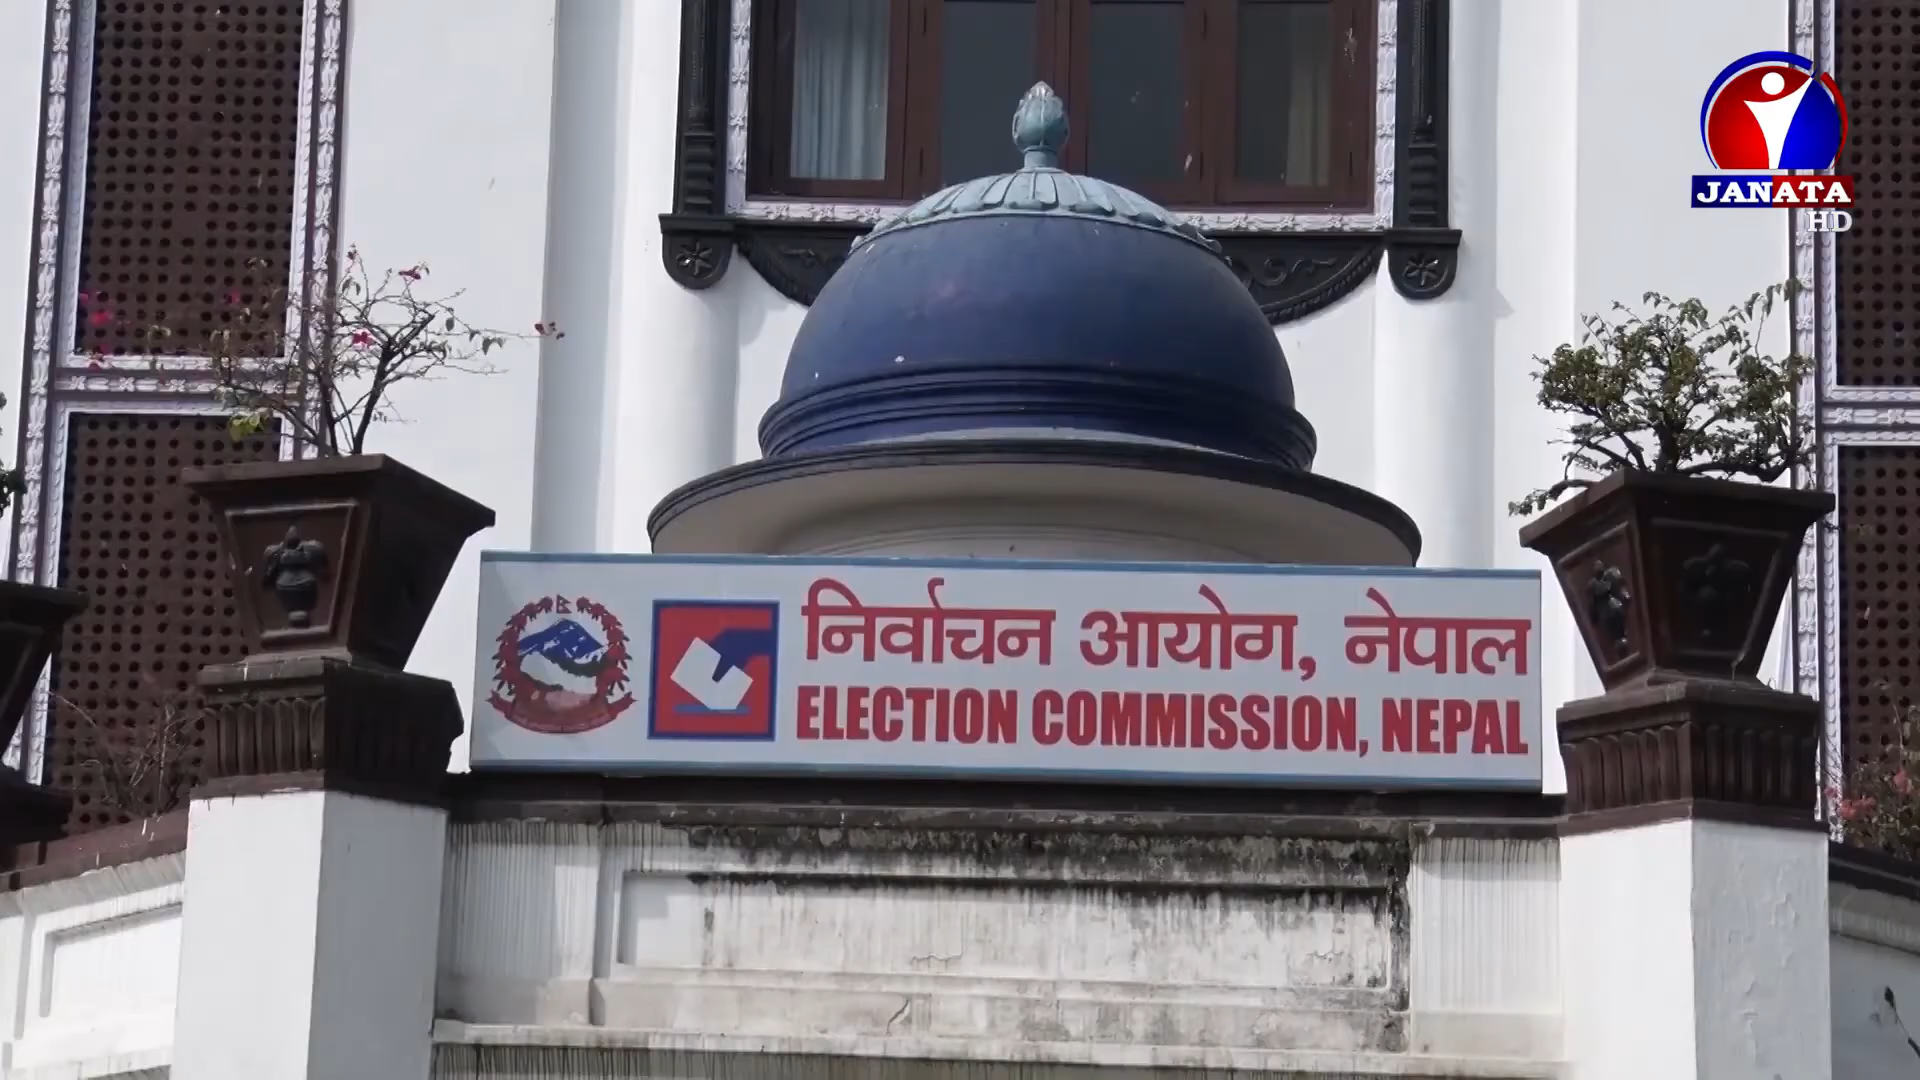 JANATA
HD
निर्वाचन आयोग, नेपाल
ELECTION COMMISSION, NEPAL